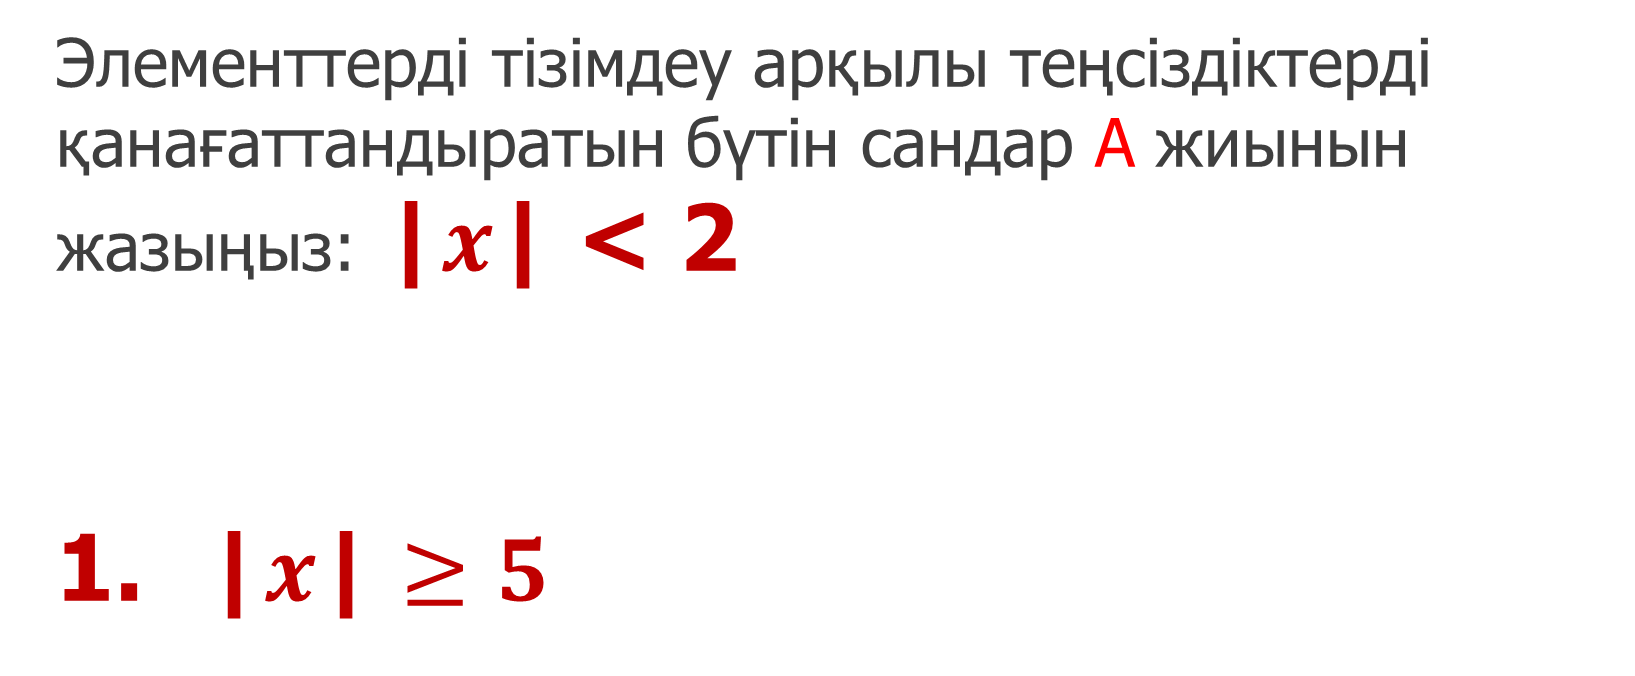 Элементтерді тізімдеу арқылы теңсіздіктерді
қанағаттандыратын бүтін сандар А жиынын
жазыңыз: |x| < 2
1. |x| ≥ 5